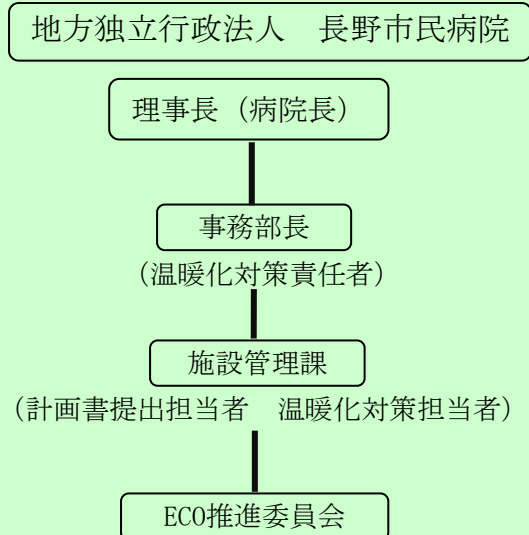 地方独立行政法人　長野市民病院
理事長（病院長）
事務部長
（温暖化対策責任者）
施設管理課
（計画書提出担当者　温暖化対策担当者）
ECO推進委員会